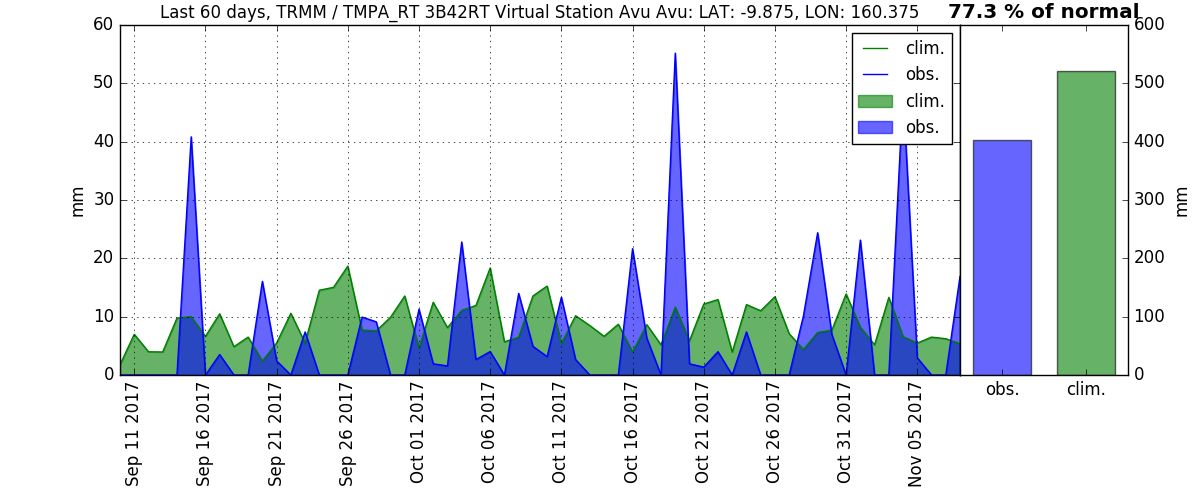 Last 60 days, TRMM / TMPA_RT 3B42RT Virtual Station Avu Avu: LAT: -9.875, LON: 160.375
77.3 % of normal
60
50
40
30
20
10
0
mm
clim.
obs.
clim.
obs.
600
500
400
300
200
100
0
mm
Sep 11 2017
Sep 16 2017
Sep 21 2017
Sep 26 2017
Oct 01 2017
Oct 06 2017
Oct 11 2017
Oct 16 2017
Oct 21 2017
Oct 26 2017
Oct 31 2017
Nov 05 2017
obs.
clim.